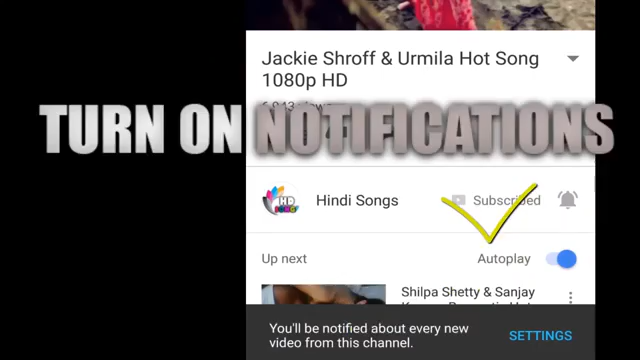 Jackie Shroff & Urmila Hot Song
1080p HD
TURN ON NOTIFICATIONS
HD
Hindi Songs
Subscribed
Up next
Autoplay
Shilpa Shetty & Sanjay
You'll be notified about every new
video from this channel.
SETTINGS